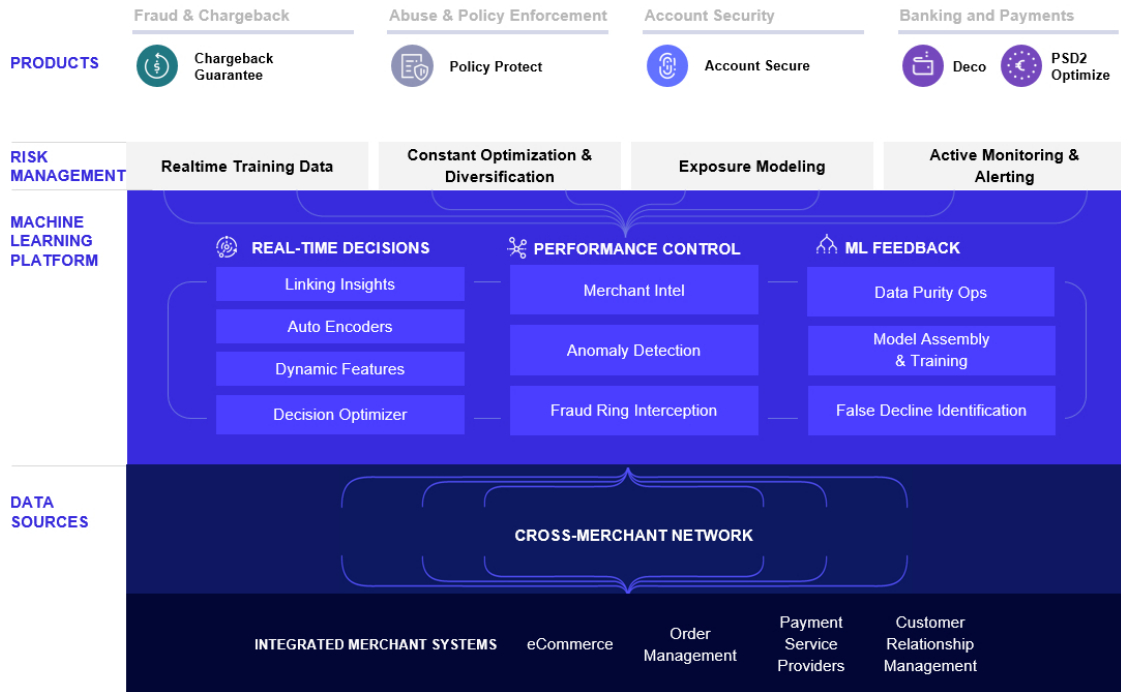 Fraud & Chargeback
Abuse & Policy Enforcement
Account Security
Banking and Payments
PRODUCTS
Chargeback
Guarantee
Policy Protect
Account Secure
Deco
PSD2
Optimize
RISK
MANAGEMENT
Realtime Training Data
Constant Optimization &
Diversification
Exposure Modeling
Active Monitoring &
Alerting
MACHINE
LEARNING
PLATFORM
REAL-TIME DECISIONS
Linking Insights
Auto Encoders
Dynamic Features
Decision Optimizer
PERFORMANCE CONTROL
Merchant Intel
Anomaly Detection
Fraud Ring Interception
ML FEEDBACK
Data Purity Ops
Model Assembly
& Training
False Decline Identification
DATA
SOURCES
CROSS-MERCHANT NETWORK
INTEGRATED MERCHANT SYSTEMS
eCommerce
Order
Management
Payment
Service
Providers
Customer
Relationship
Management